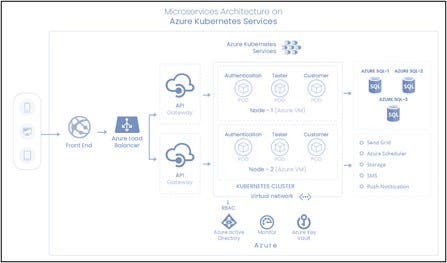 Microservices Architecture on
Azure Kubernetes Services
Azure Kubernetes
Services
Front End
Azure Load
Balancer
API
Gateway
API
Gateway
Authentication Tester Customer
POD POD POD
Node - 1 (Azure VM)
Authentication Tester Customer
POD POD POD
Node - 2 (Azure VM)
KUBERNETES CLUSTER
Virtual network
AZURE SQL-1 AZURE SQL-2
SQL SQL
AZURE SQL-3
SQL
Send Grid
Azure Scheduler
Storage
SMS
Push Notification
RBAC
Azure active
Directory
Monitor
Azure Key
Vault
Azure